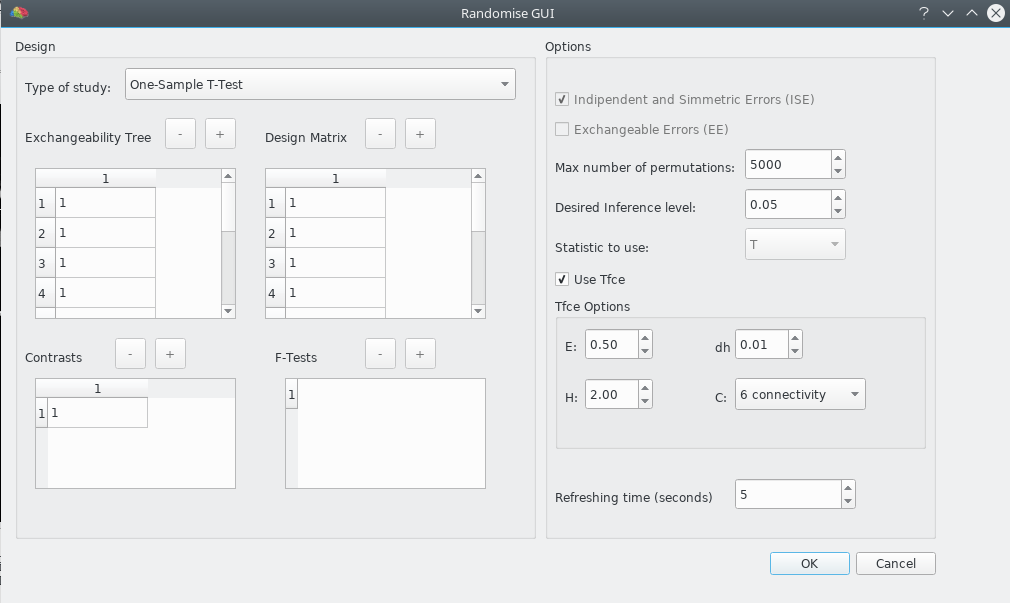 Randomise GUI
?
Design
Type of study: One-Sample T-Test
Exchangeability Tree - +
Design Matrix - +
1
1 1
2 1
3 1
4 1
1
1 1
2 1
3 1
4 1
Contrasts - +
F-Tests - +
1
1 1
1
Options
Indipendent and Simmetric Errors (ISE)
Exchangeable Errors (EE)
Max number of permutations: 5000
Desired Inference level: 0.05
Statistic to use: T
Use Tfce
Tfce Options
E: 0.50 dh 0.01
H: 2.00 C: 6 connectivity
Refreshing time (seconds) 5
OK Cancel